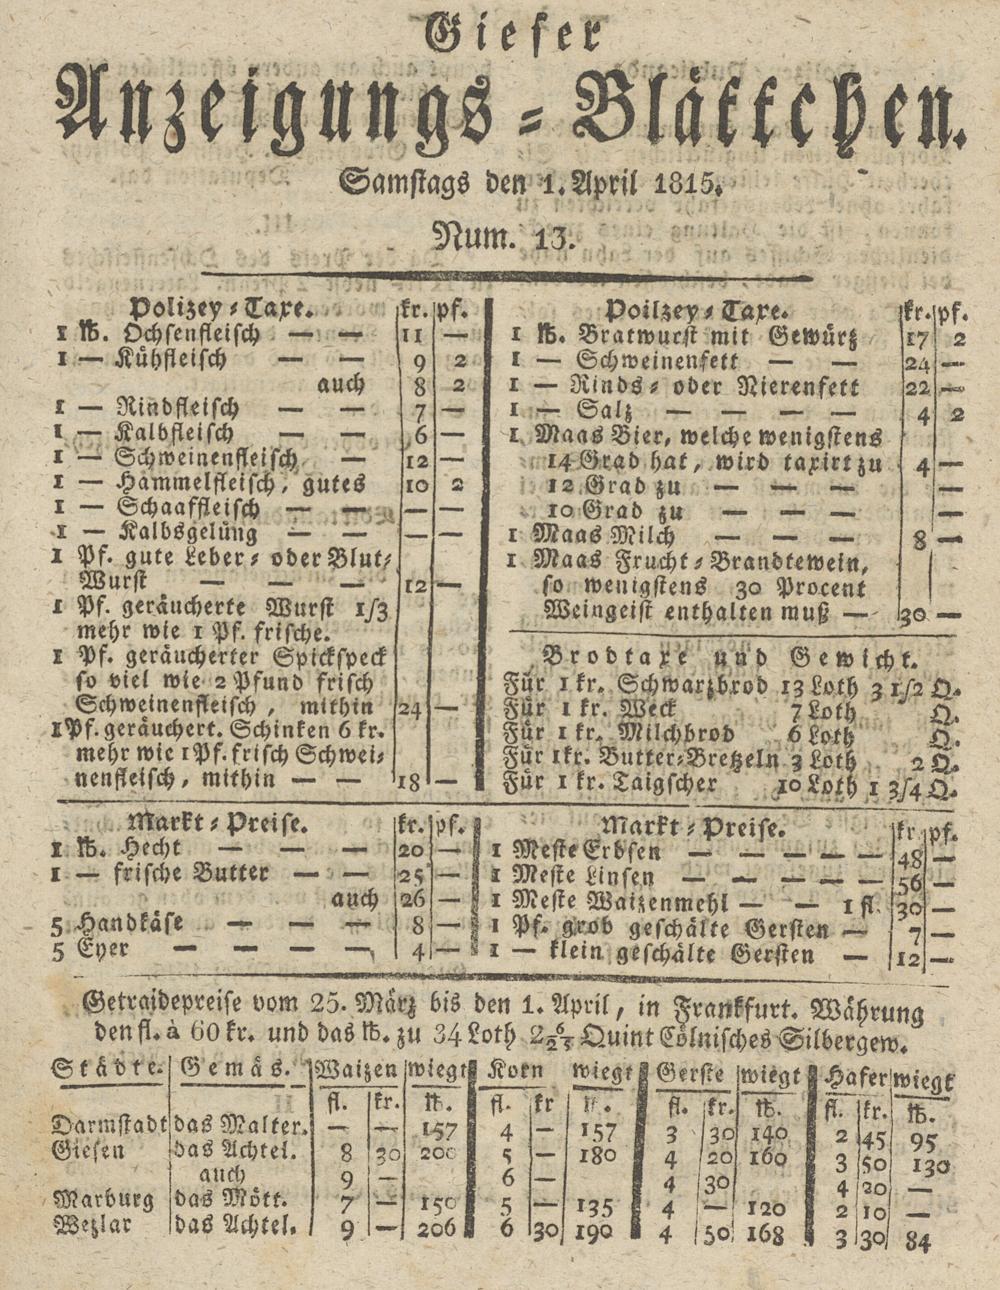 Gieser
Anzeigungs-Blättchen.
Samstags den 1. April 1815.
Num. 13.
Polizey-Taxe. kr. pf.
1 ℔. Ochsenfleisch — — 11 —
1 — Kühfleisch — — 9 2
auch 8 2
1 — Rindfleisch — — 7 —
1 — Kalbfleisch — — 6 —
1 — Schweinenfleisch — 12 —
1 — Hammelfleisch, gutes 10 2
1 — Schaaffleisch — — — —
1 — Kalbsgelüng — — — —
1 Pf. gute Leber- oder Blut-
Wurst — — — 12 —
1 Pf. geräucherte Wurst 1/3
mehr wie 1 Pf. frische.
1 Pf. geräucherter Spickspeck
so viel wie 2 Pfund frisch
Schweinenfleisch, mithin 24 —
1 Pf. geräuchert. Schinken 6 kr.
mehr wie 1 Pf. frisch Schwei-
nenfleisch, mithin — — 18 —
Poilzey-Taxe. kr. pf.
1 ℔. Bratwurst mit Gewürz 17 2
1 — Schweinenfett — — 24 —
1 — Rinds- oder Nierenfett 22 —
1 — Salz — — — — 4 2
1 Maas Bier, welche wenigstens
14 Grad hat, wird taxirt zu 4 —
12 Grad zu — — — —
10 Grad zu — — — —
1 Maas Milch — — — 8 —
1 Maas Frucht-Brandtewein,
so wenigstens 30 Procent
Weingeist enthalten muß — 30 —
Brodtaxe und Gewicht.
Für 1 kr. Schwarzbrod 13 Loth 3 1/2 Q.
Für 1 kr. Weck 7 Loth Q.
Für 1 kr. Milchbrod 6 Loth Q.
Für 1kr. Butter-Bretzeln 3 Loth 2 Q.
Für 1 kr. Taigscher 10 Loth 1 3/4 Q.
Markt-Preise. kr. pf.
1 ℔. Hecht — — — 20 —
1 — frische Butter — — 25 —
auch 26 —
5 Handkäse — — — 8 —
5 Eyer — — — — 4 —
Markt-Preise. kr. pf.
1 Meste Erbsen — — — — — 48 —
1 Meste Linsen — — — — — 56 —
1 Meste Waizenmehl — — 1 fl. 30 —
1 Pf. grob geschälte Gersten — 7 —
1 — klein geschälte Gersten — 12 —
Getraidepreise vom 25. März bis den 1. April, in Frankfurt. Währung
den fl. à 60 kr. und das ℔. zu 34 Loth Quint Cölnisches Silbergew.
Städte. Gemäs. Waizen wiegt Korn wiegt Gerste wiegt Hafer wiegt
fl. kr. ℔. fl. kr ℔. fl. kr. ℔. fl. kr. ℔.
Darmstadt das Malter. — — 157 4 — 157 3 30 140 2 45 95
Giesen das Achtel. 8 30 200 5 — 180 4 20 160 3 50 130
auch 9 — 6 — 4 30 4 20 —
Marburg das Mött. 7 — 150 5 — 135 4 — 120 2 10 —
Wezlar das Achtel. 9 — 206 6 30 190 4 50 168 3 30 84